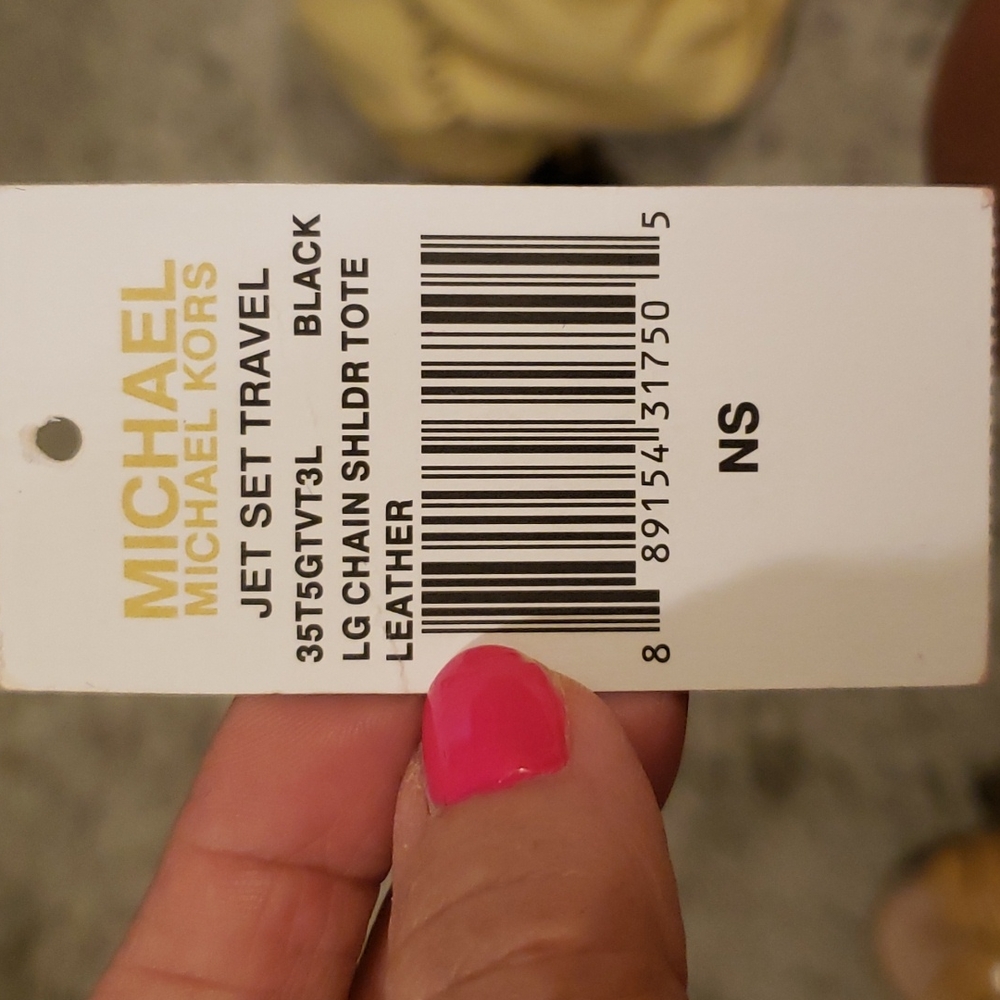 MICHAEL
MICHAEL KORS
JET SET TRAVEL
35T5GTVT3L BLACK
LG CHAIN SHLDR TOTE
LEATHER
8 89154 31750 5
NS